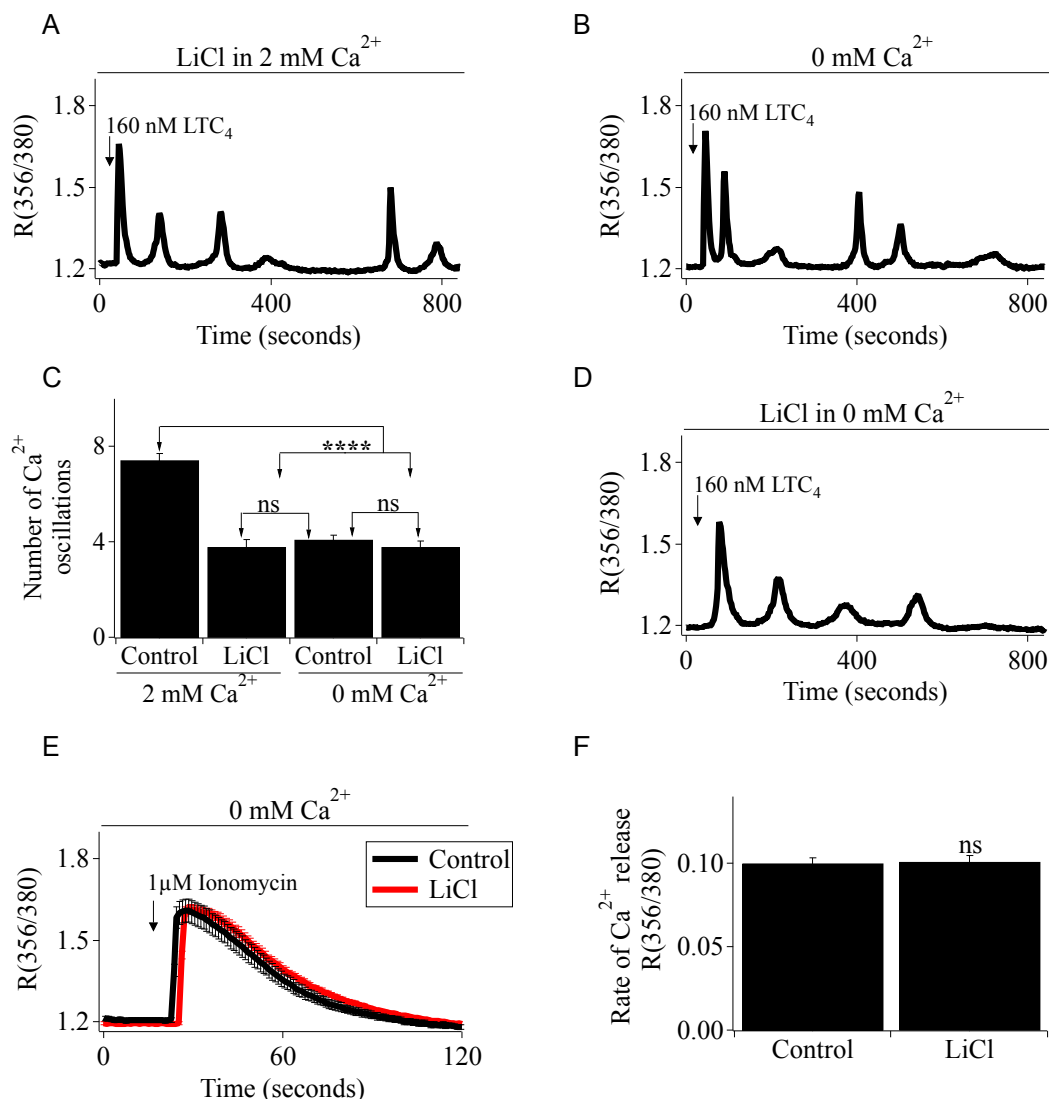 A
LiCl in 2 mM Ca²⁺
1.8
1.5
1.2
R(356/380)
160 nM LTC₄
0
400
800
Time (seconds)
B
0 mM Ca²⁺
1.8
1.5
1.2
R(356/380)
160 nM LTC₄
0
400
800
Time (seconds)
C
Number of Ca²⁺
oscillations
8
4
0
****
ns
ns
Control
LiCl
Control
LiCl
2 mM Ca²⁺
0 mM Ca²⁺
D
LiCl in 0 mM Ca²⁺
1.8
1.5
1.2
R(356/380)
160 nM LTC₄
0
400
800
Time (seconds)
E
0 mM Ca²⁺
1.8
1.5
1.2
R(356/380)
1µM Ionomycin
Control
LiCl
0
60
120
Time (seconds)
F
Rate of Ca²⁺ release
R(356/380)
0.10
0.05
0.00
ns
Control
LiCl